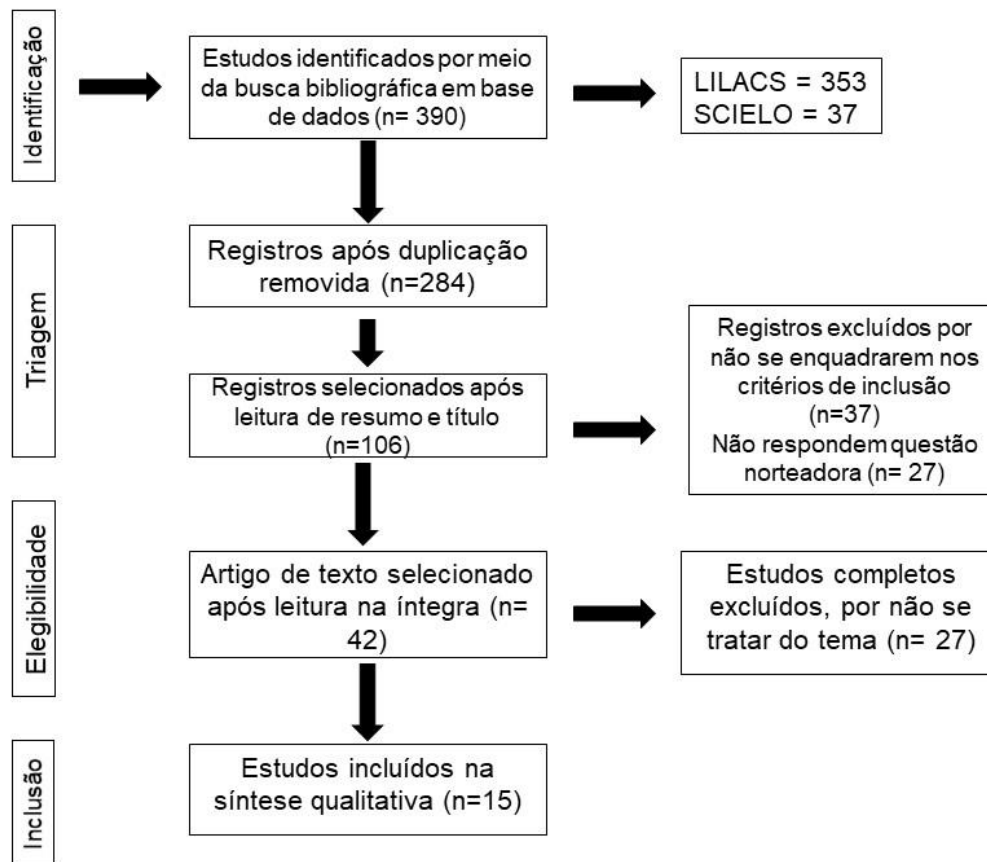 Identificação
Estudos identificados por meio
da busca bibliográfica em base
de dados (n= 390)
LILACS = 353
SCIELO = 37
Triagem
Registros após duplicação
removida (n=284)
Registros selecionados após
leitura de resumo e título
(n=106)
Registros excluídos por
não se enquadrarem nos
critérios de inclusão
(n=37)
Não respondem questão
norteadora (n= 27)
Elegibilidade
Artigo de texto selecionado
após leitura na íntegra (n=
42)
Estudos completos
excluídos, por não se
tratar do tema (n= 27)
Inclusão
Estudos incluídos na
síntese qualitativa (n=15)